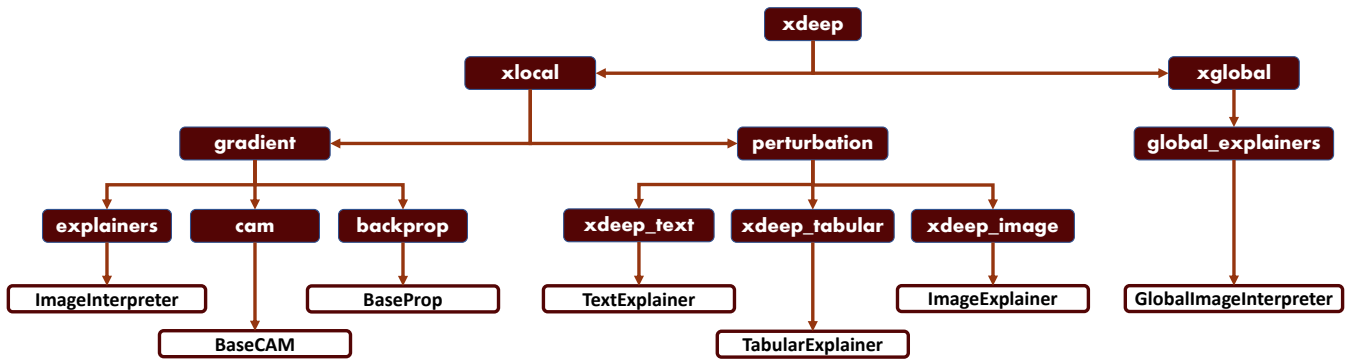 xdeep
xlocal
xglobal
gradient
perturbation
global_explainers
explainers
cam
backprop
xdeep_text
xdeep_tabular
xdeep_image
ImageInterpreter
BaseProp
TextExplainer
ImageExplainer
GlobalImageInterpreter
BaseCAM
TabularExplainer